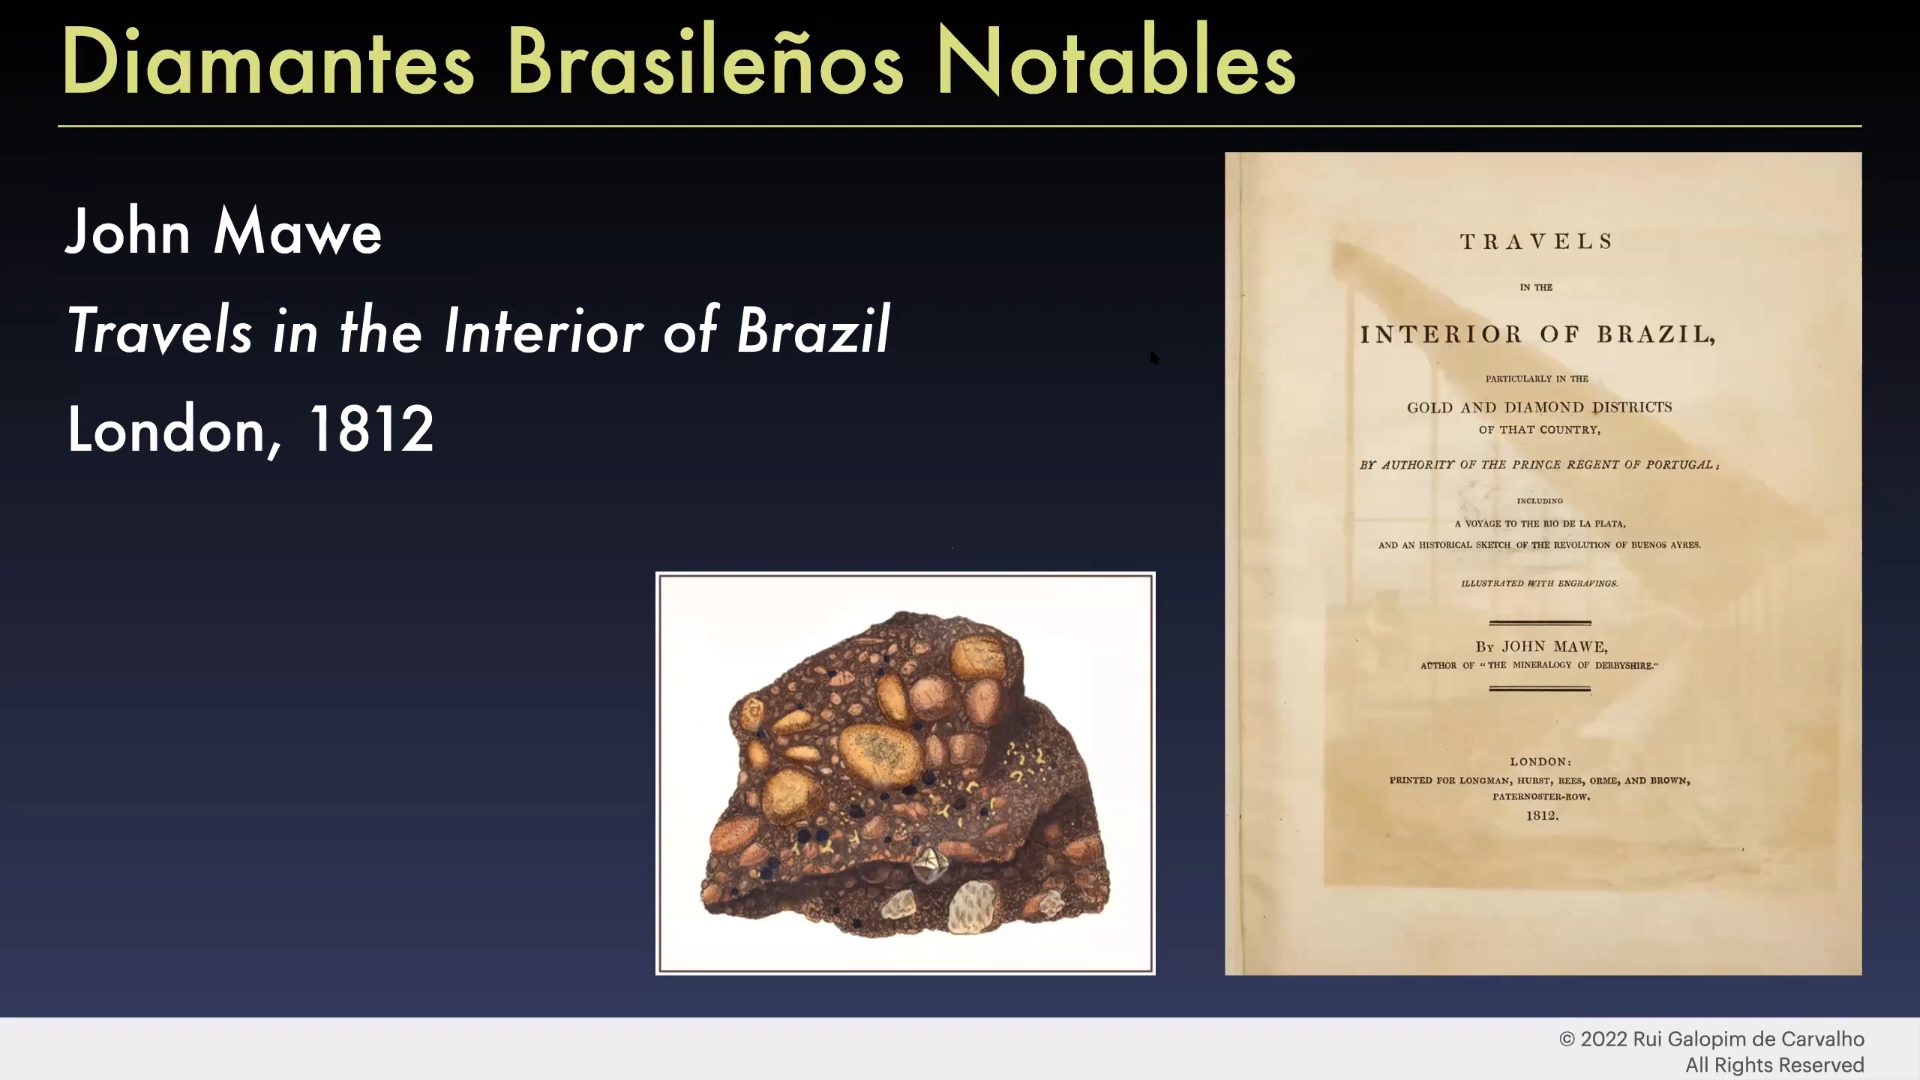 Diamantes Brasileños Notables
John Mawe
Travels in the Interior of Brazil
London, 1812
TRAVELS
IN THE
INTERIOR OF BRAZIL,
PARTICULARLY IN THE
GOLD AND DIAMOND DISTRICTS
OF THAT COUNTRY,
BY AUTHORITY OF THE PRINCE REGENT OF PORTUGAL;
INCLUDING
A VOYAGE TO THE RIO DE LA PLATA,
AND AN HISTORICAL SKETCH OF THE REVOLUTION OF BUENOS AYRES.
ILLUSTRATED WITH ENGRAVINGS.
By JOHN MAWE,
AUTHOR OF "THE MINERALOGY OF DERBYSHIRE."
LONDON:
PRINTED FOR LONGMAN, HURST, REES, ORME, AND BROWN,
PATERNOSTER-ROW.
1812.
© 2022 Rui Galopim de Carvalho
All Rights Reserved